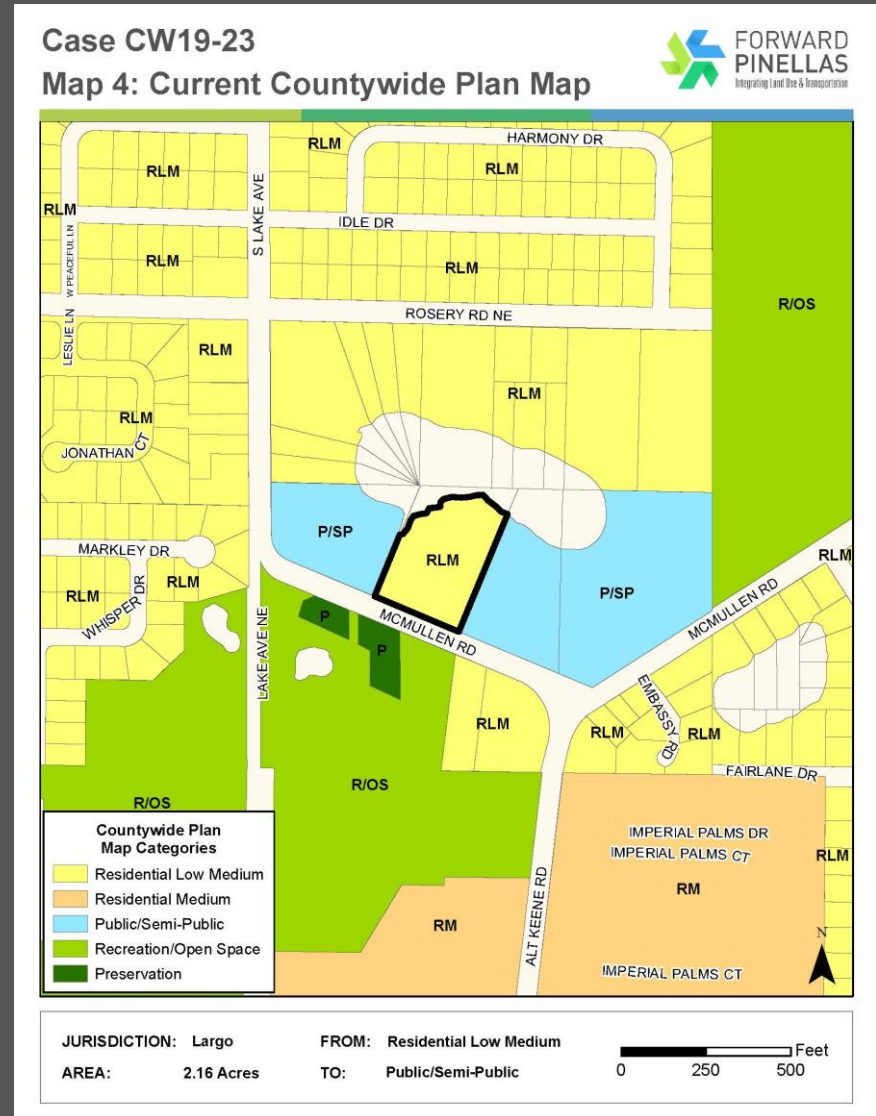 Case CW19-23
Map 4: Current Countywide Plan Map
FORWARD
PINELLAS
Integrating Land Use & Transportation
HARMONY DR
RLM
RLM
RLM
RLM
IDLE DR
S LAKE AVE
W PEACEFUL LN
RLM
RLM
ROSERY RD NE
R/OS
LESLIE LN
RLM
RLM
RLM
JONATHAN CT
P/SP
MARKLEY DR
RLM
RLM
RLM
RLM
P/SP
WHISPER DR
P
MCMULLEN RD
MCMULLEN RD
P
LAKE AVE NE
EMBASSY RD
RLM
RLM
RLM
FAIRLANE DR
R/OS
R/OS
IMPERIAL PALMS DR
IMPERIAL PALMS CT
RLM
RM
ALT KEENE RD
RM
IMPERIAL PALMS CT
N
Countywide Plan
Map Categories
Residential Low Medium
Residential Medium
Public/Semi-Public
Recreation/Open Space
Preservation
JURISDICTION: Largo
FROM: Residential Low Medium
AREA: 2.16 Acres
TO: Public/Semi-Public
Feet
0 250 500